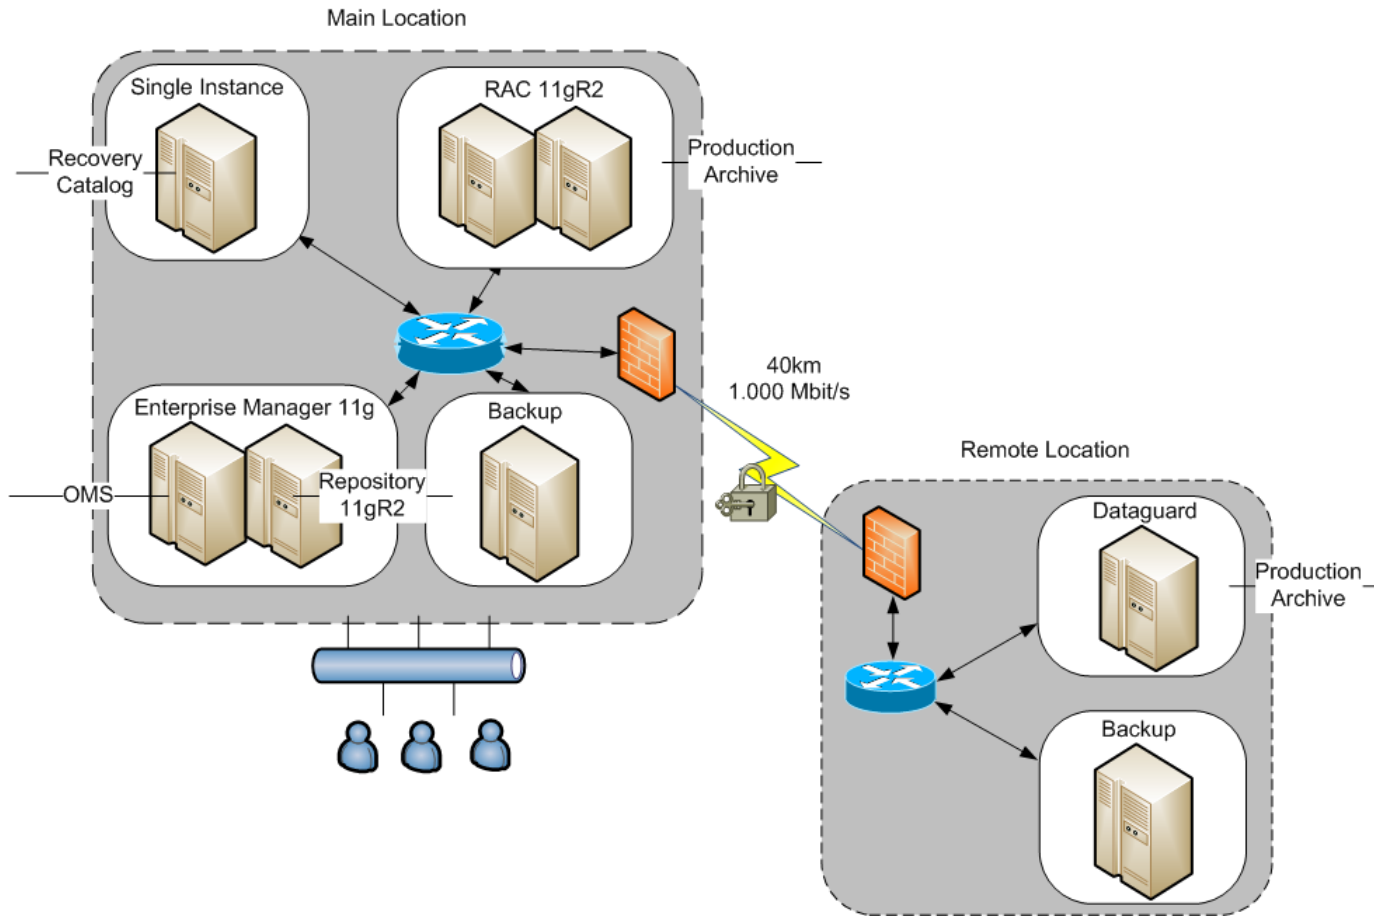 Main Location
Single Instance
RAC 11gR2
Recovery
Catalog
Production
Archive
40km
1.000 Mbit/s
Enterprise Manager 11g
Backup
OMS
Repository
11gR2
Remote Location
Dataguard
Production
Archive
Backup